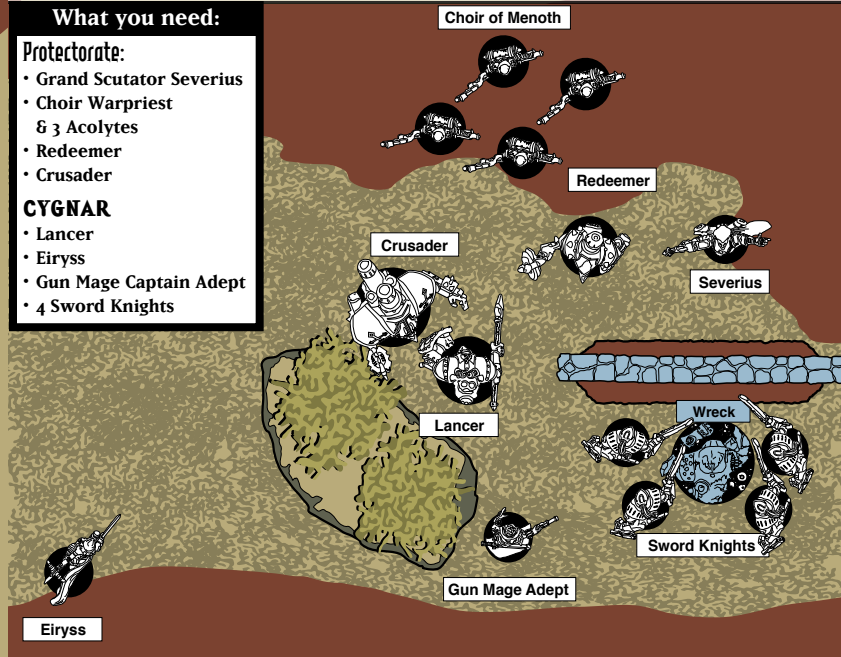 What you need:
Protectorate:
• Grand Scutator Severius
• Choir Warpriest
& 3 Acolytes
• Redeemer
• Crusader
CYGNAR
• Lancer
• Eiryss
• Gun Mage Captain Adept
• 4 Sword Knights
Choir of Menoth
Redeemer
Crusader
Severius
Lancer
Wreck
Sword Knights
Gun Mage Adept
Eiryss